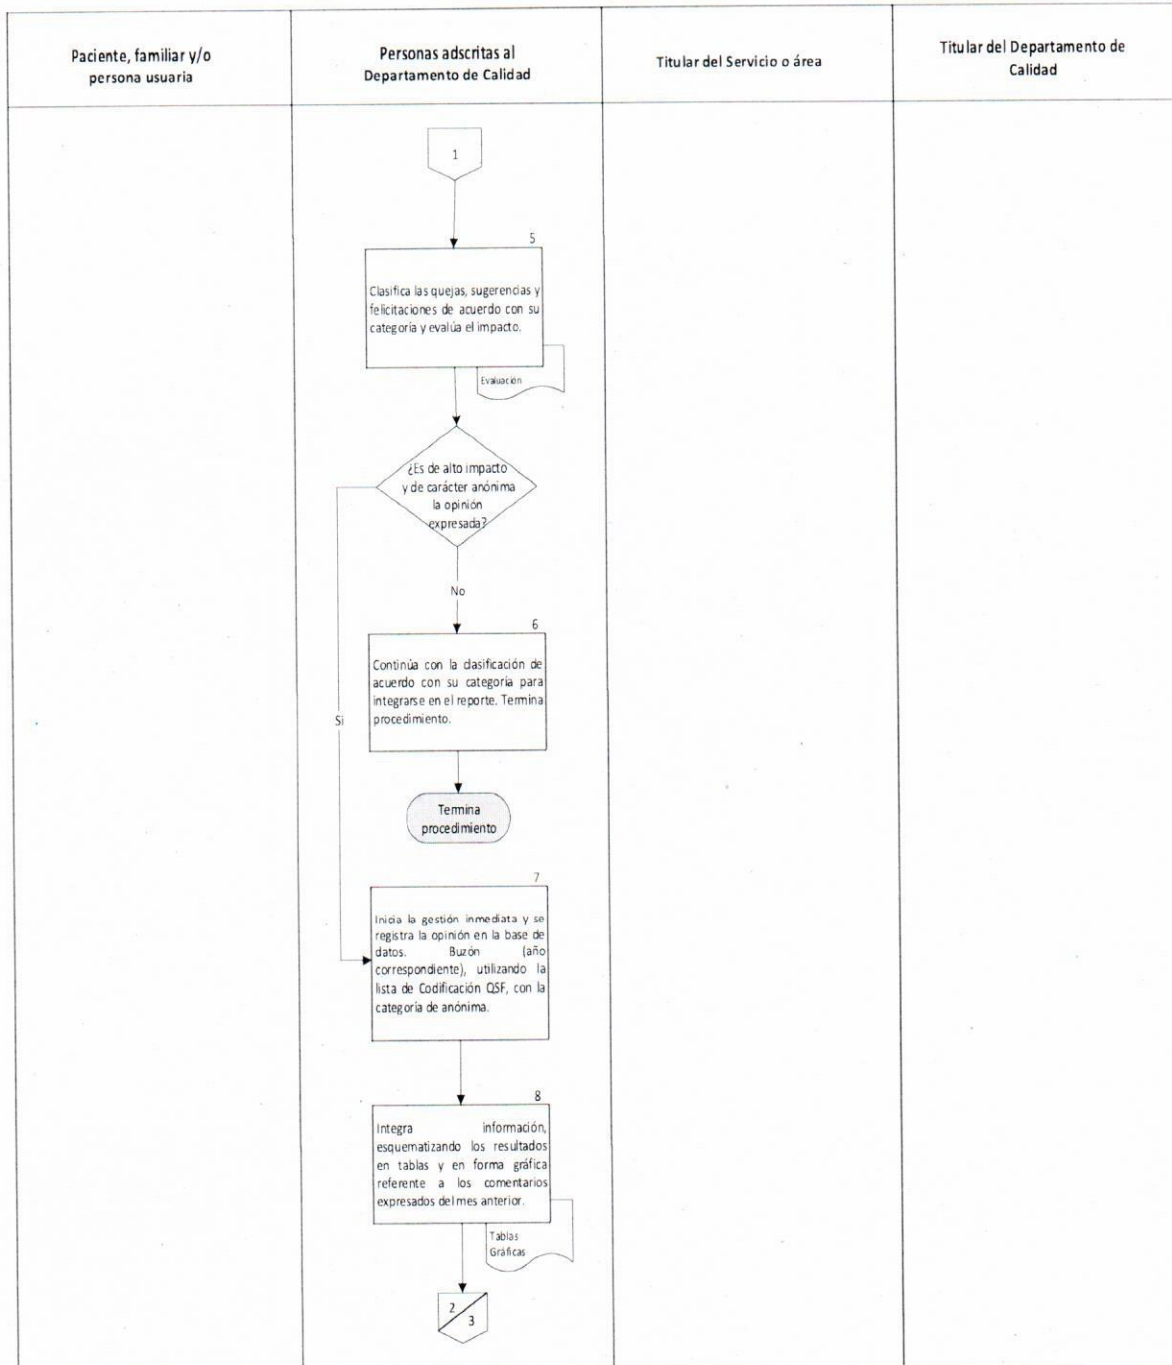 Paciente, familiar y/o
persona usuaria
Personas adscritas al
Departamento de Calidad
Titular del Servicio o área
Titular del Departamento de
Calidad
1
5
Clasifica las quejas, sugerencias y
felicitaciones de acuerdo con su
categoría y evalúa el impacto.
Evaluación
¿Es de alto impacto
y de carácter anónima
la opinión
expresada?
No
Si
6
Continúa con la clasificación de
acuerdo con su categoría para
integrarse en el reporte. Termina
procedimiento.
Termina
procedimiento
7
Inicia la gestión inmediata y se
registra la opinión en la base de
datos. Buzón (año
correspondiente), utilizando la
lista de Codificación QSF, con la
categoría de anónima.
8
Integra información,
esquematizando los resultados
en tablas y en forma gráfica
referente a los comentarios
expresados del mes anterior.
Tablas
Gráficas
2
3